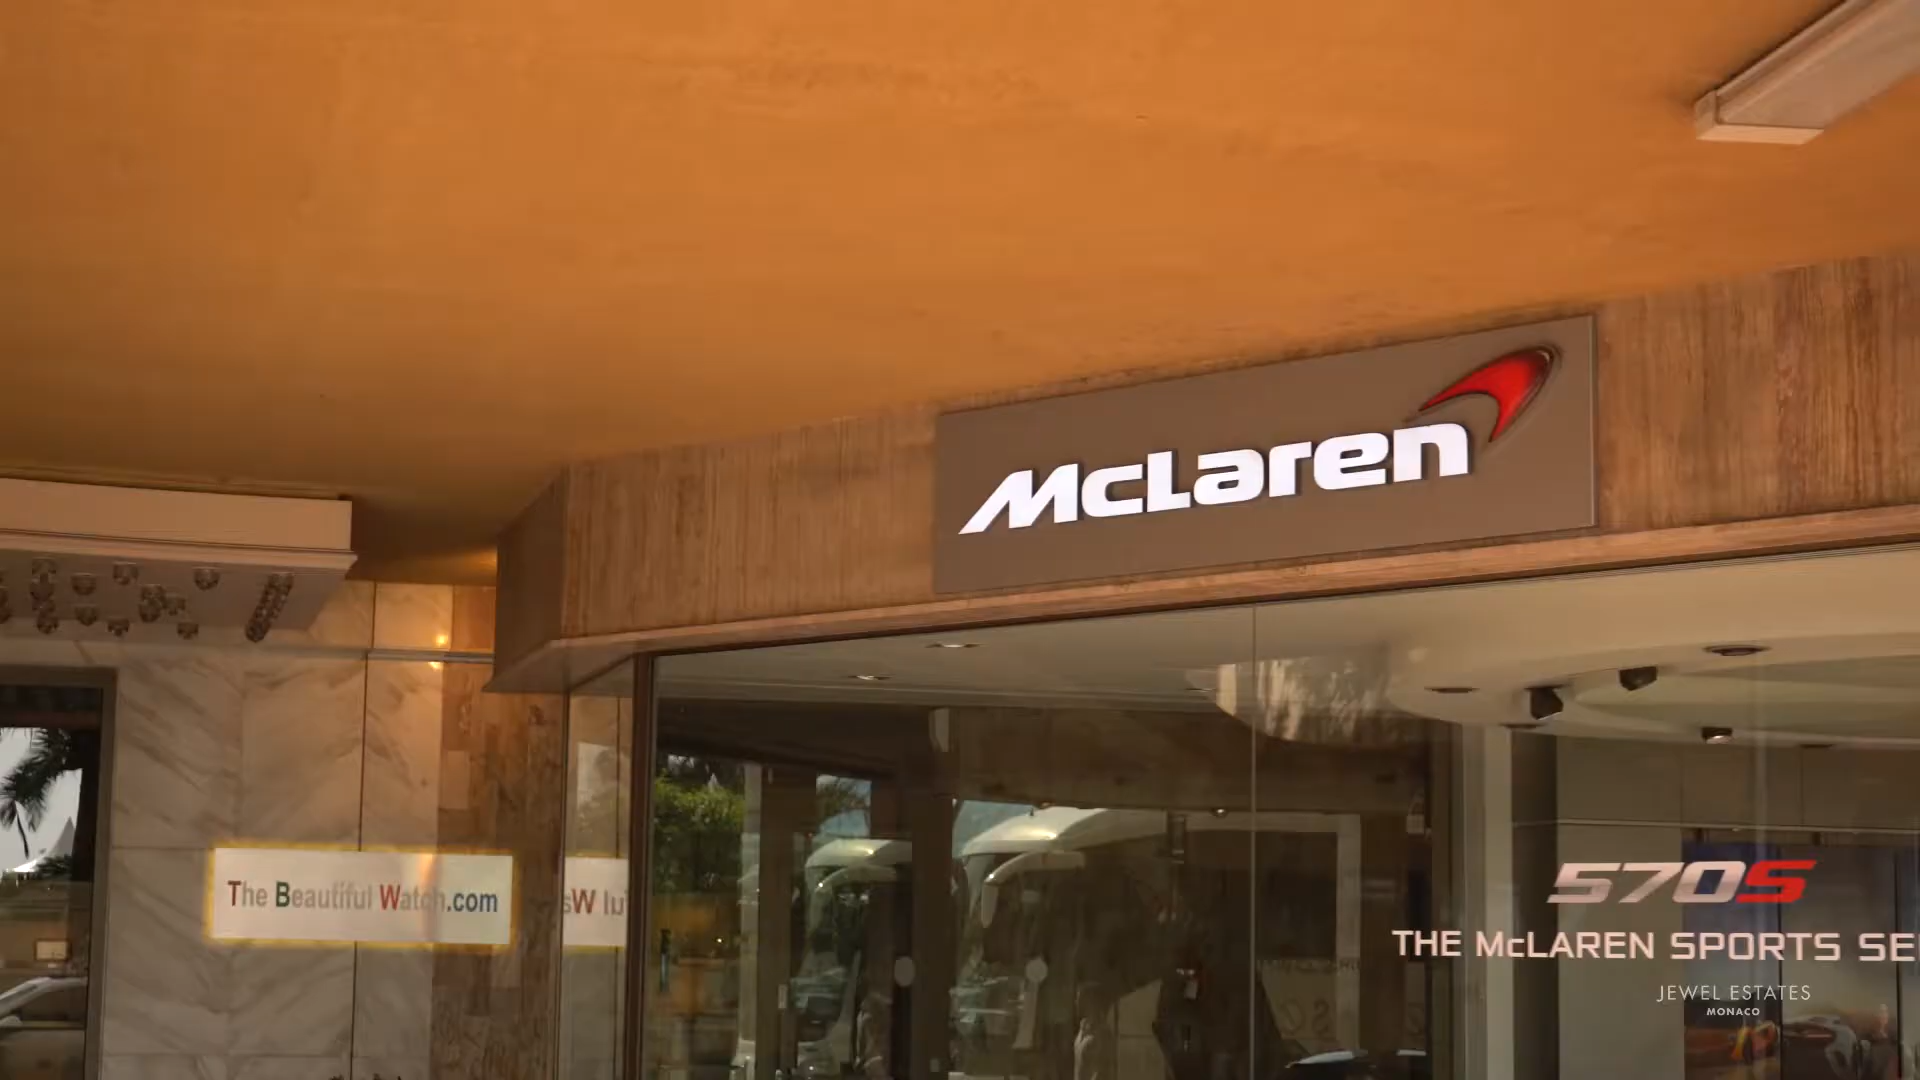 McLaren
The Beautiful Watch.com
570S
THE McLAREN SPORTS SE
JEWEL ESTATES
MONACO